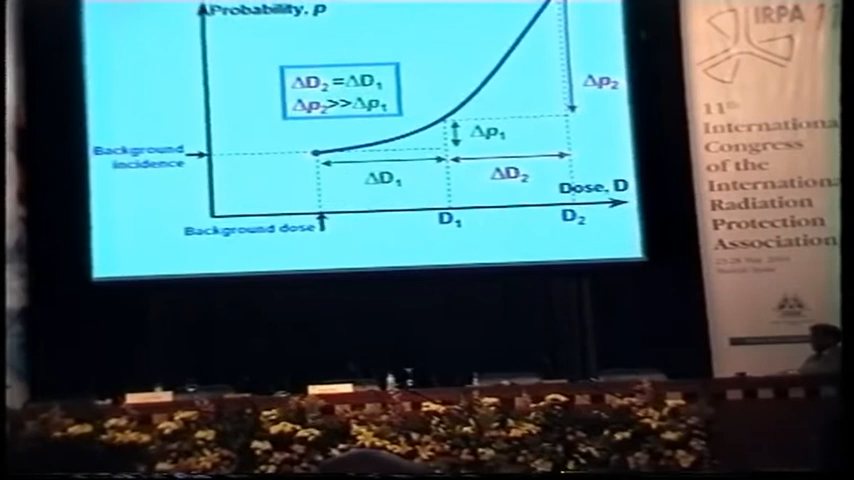 Probability, p
ΔD2 =ΔD1
Δp2>>Δp1
Δp2
Δp1
Background
incidence
ΔD1
ΔD2
Dose, D
Background dose
D1
D2
IRPA 11
11th
International
Congress
of the
International
Radiation
Protection
Association